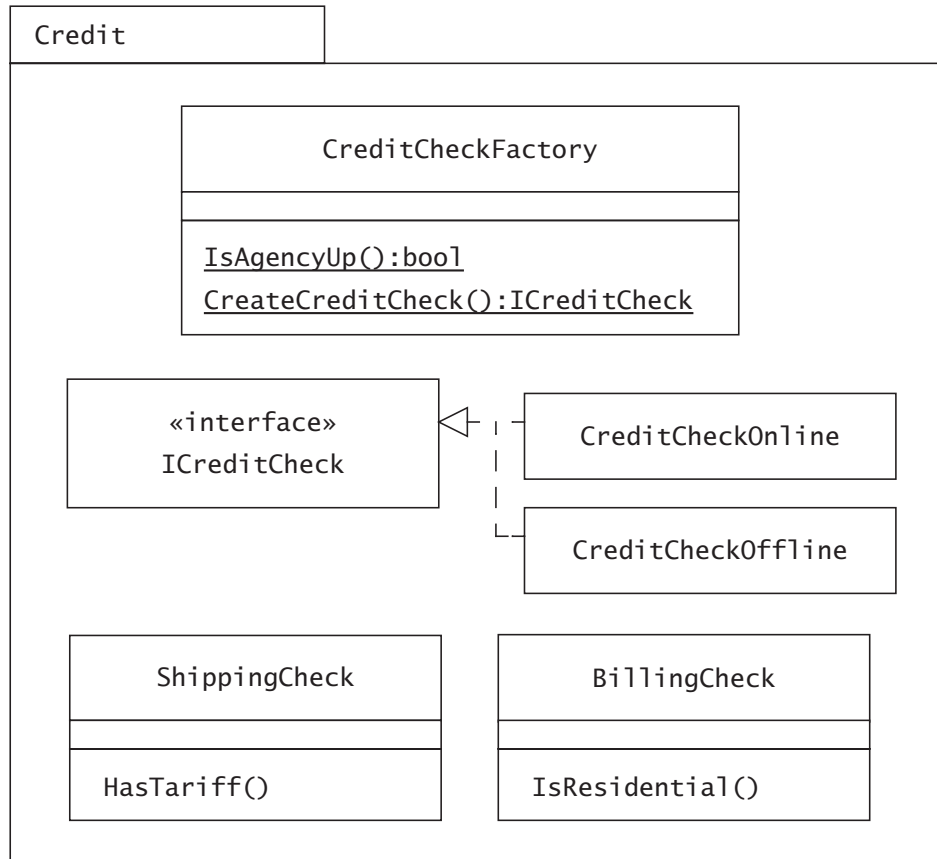 Credit
CreditCheckFactory
IsAgencyUp():bool
CreateCreditCheck():ICreditCheck
«interface»
ICreditCheck
CreditCheckOnline
CreditCheckOffline
ShippingCheck
HasTariff()
BillingCheck
IsResidential()